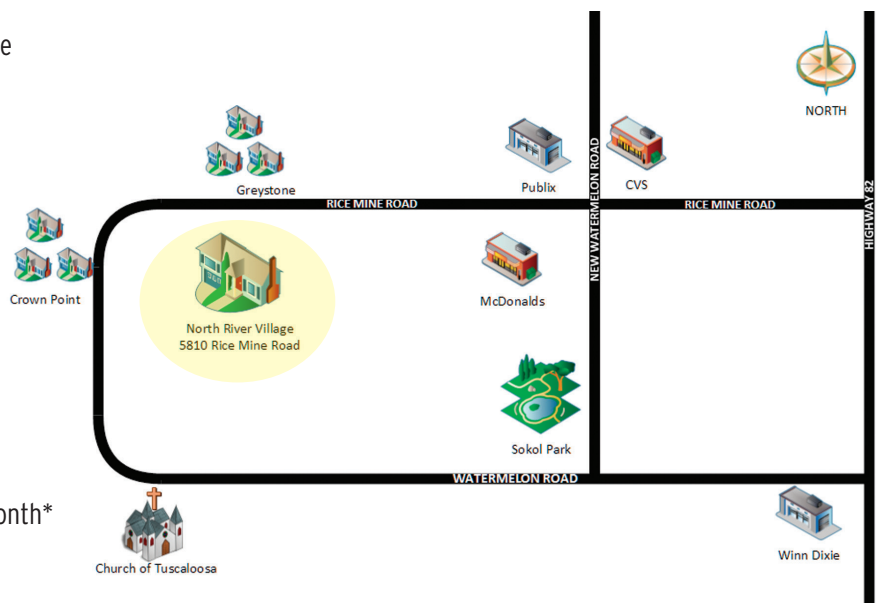 e
NORTH
Greystone
Publix
CVS
RICE MINE ROAD
RICE MINE ROAD
NEW WATERMELON ROAD
HIGHWAY 82
Crown Point
McDonalds
North River Village
5810 Rice Mine Road
Sokol Park
WATERMELON ROAD
onth*
Winn Dixie
Church of Tuscaloosa